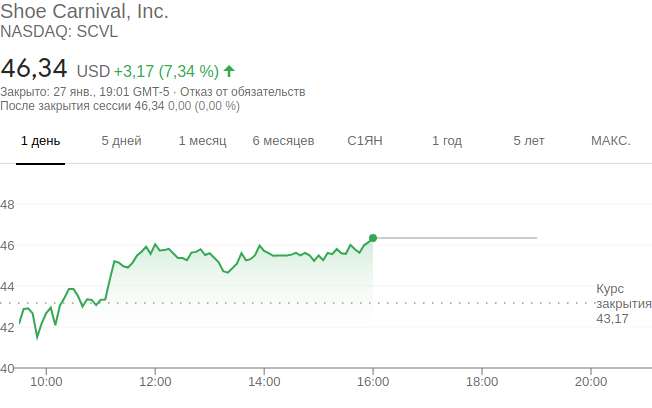 Shoe Carnival, Inc.
NASDAQ: SCVL
46,34 USD +3,17 (7,34 %)
Закрыто: 27 янв., 19:01 GMT-5 · Отказ от обязательств
После закрытия сессии 46,34 0,00 (0,00 %)
1 день 5 дней 1 месяц 6 месяцев С1ЯН 1 год 5 лет МАКС.
48
46
44
Курс
закрытия
43,17
42
40
10:00 12:00 14:00 16:00 18:00 20:00